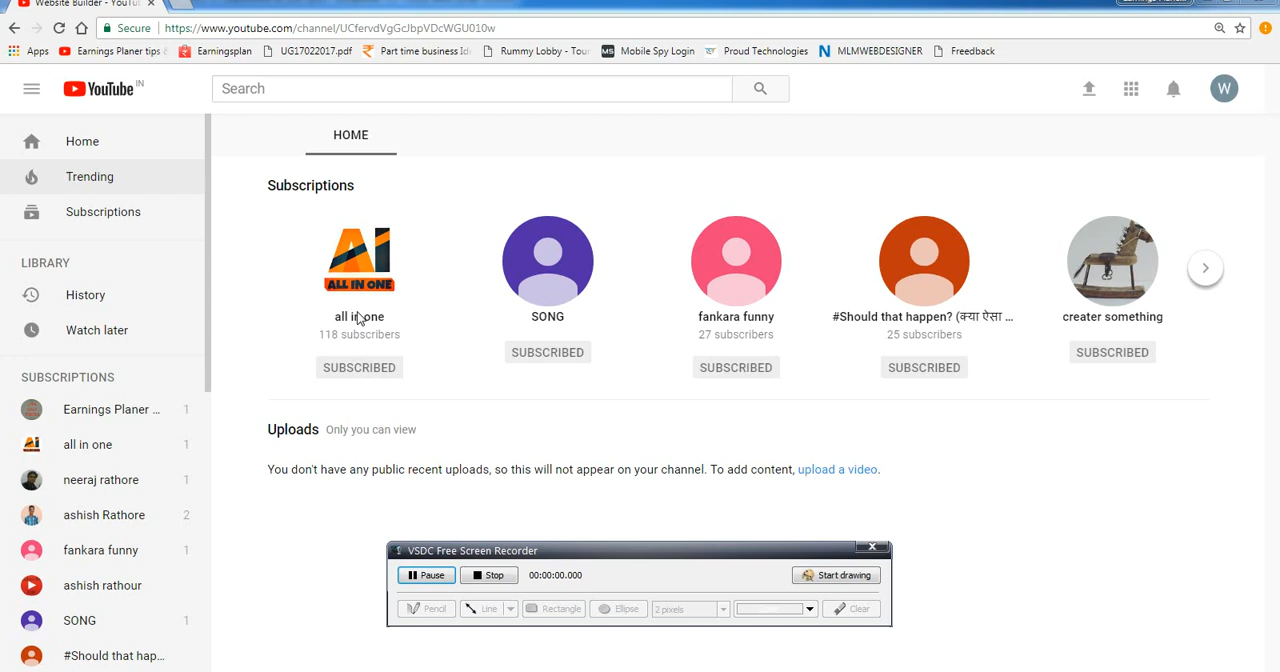 Website Builder - YouTu
Secure https://www.youtube.com/channel/UCfervdVgGcJbpVDcWGU010w
Apps Earnings Planer tips & Earningsplan UG17022017.pdf Part time business Ide Rummy Lobby - Tour MS Mobile Spy Login Proud Technologies N MLMWEBDESIGNER Freedback
YouTube IN Search W
HOME
Home
Trending
Subscriptions
LIBRARY
History
Watch later
SUBSCRIPTIONS
Earnings Planer ... 1
all in one 1
neeraj rathore 1
ashish Rathore 2
fankara funny 1
ashish rathour
SONG 1
#Should that hap...
Subscriptions
AI
ALL IN ONE
all in one SONG fankara funny #Should that happen? (क्या ऐसा ... creater something
118 subscribers 27 subscribers 25 subscribers
SUBSCRIBED SUBSCRIBED SUBSCRIBED SUBSCRIBED SUBSCRIBED
Uploads Only you can view
You don't have any public recent uploads, so this will not appear on your channel. To add content, upload a video.
VSDC Free Screen Recorder
Pause Stop 00:00:00.000 Start drawing
Pencil Line Rectangle Ellipse 2 pixels Clear